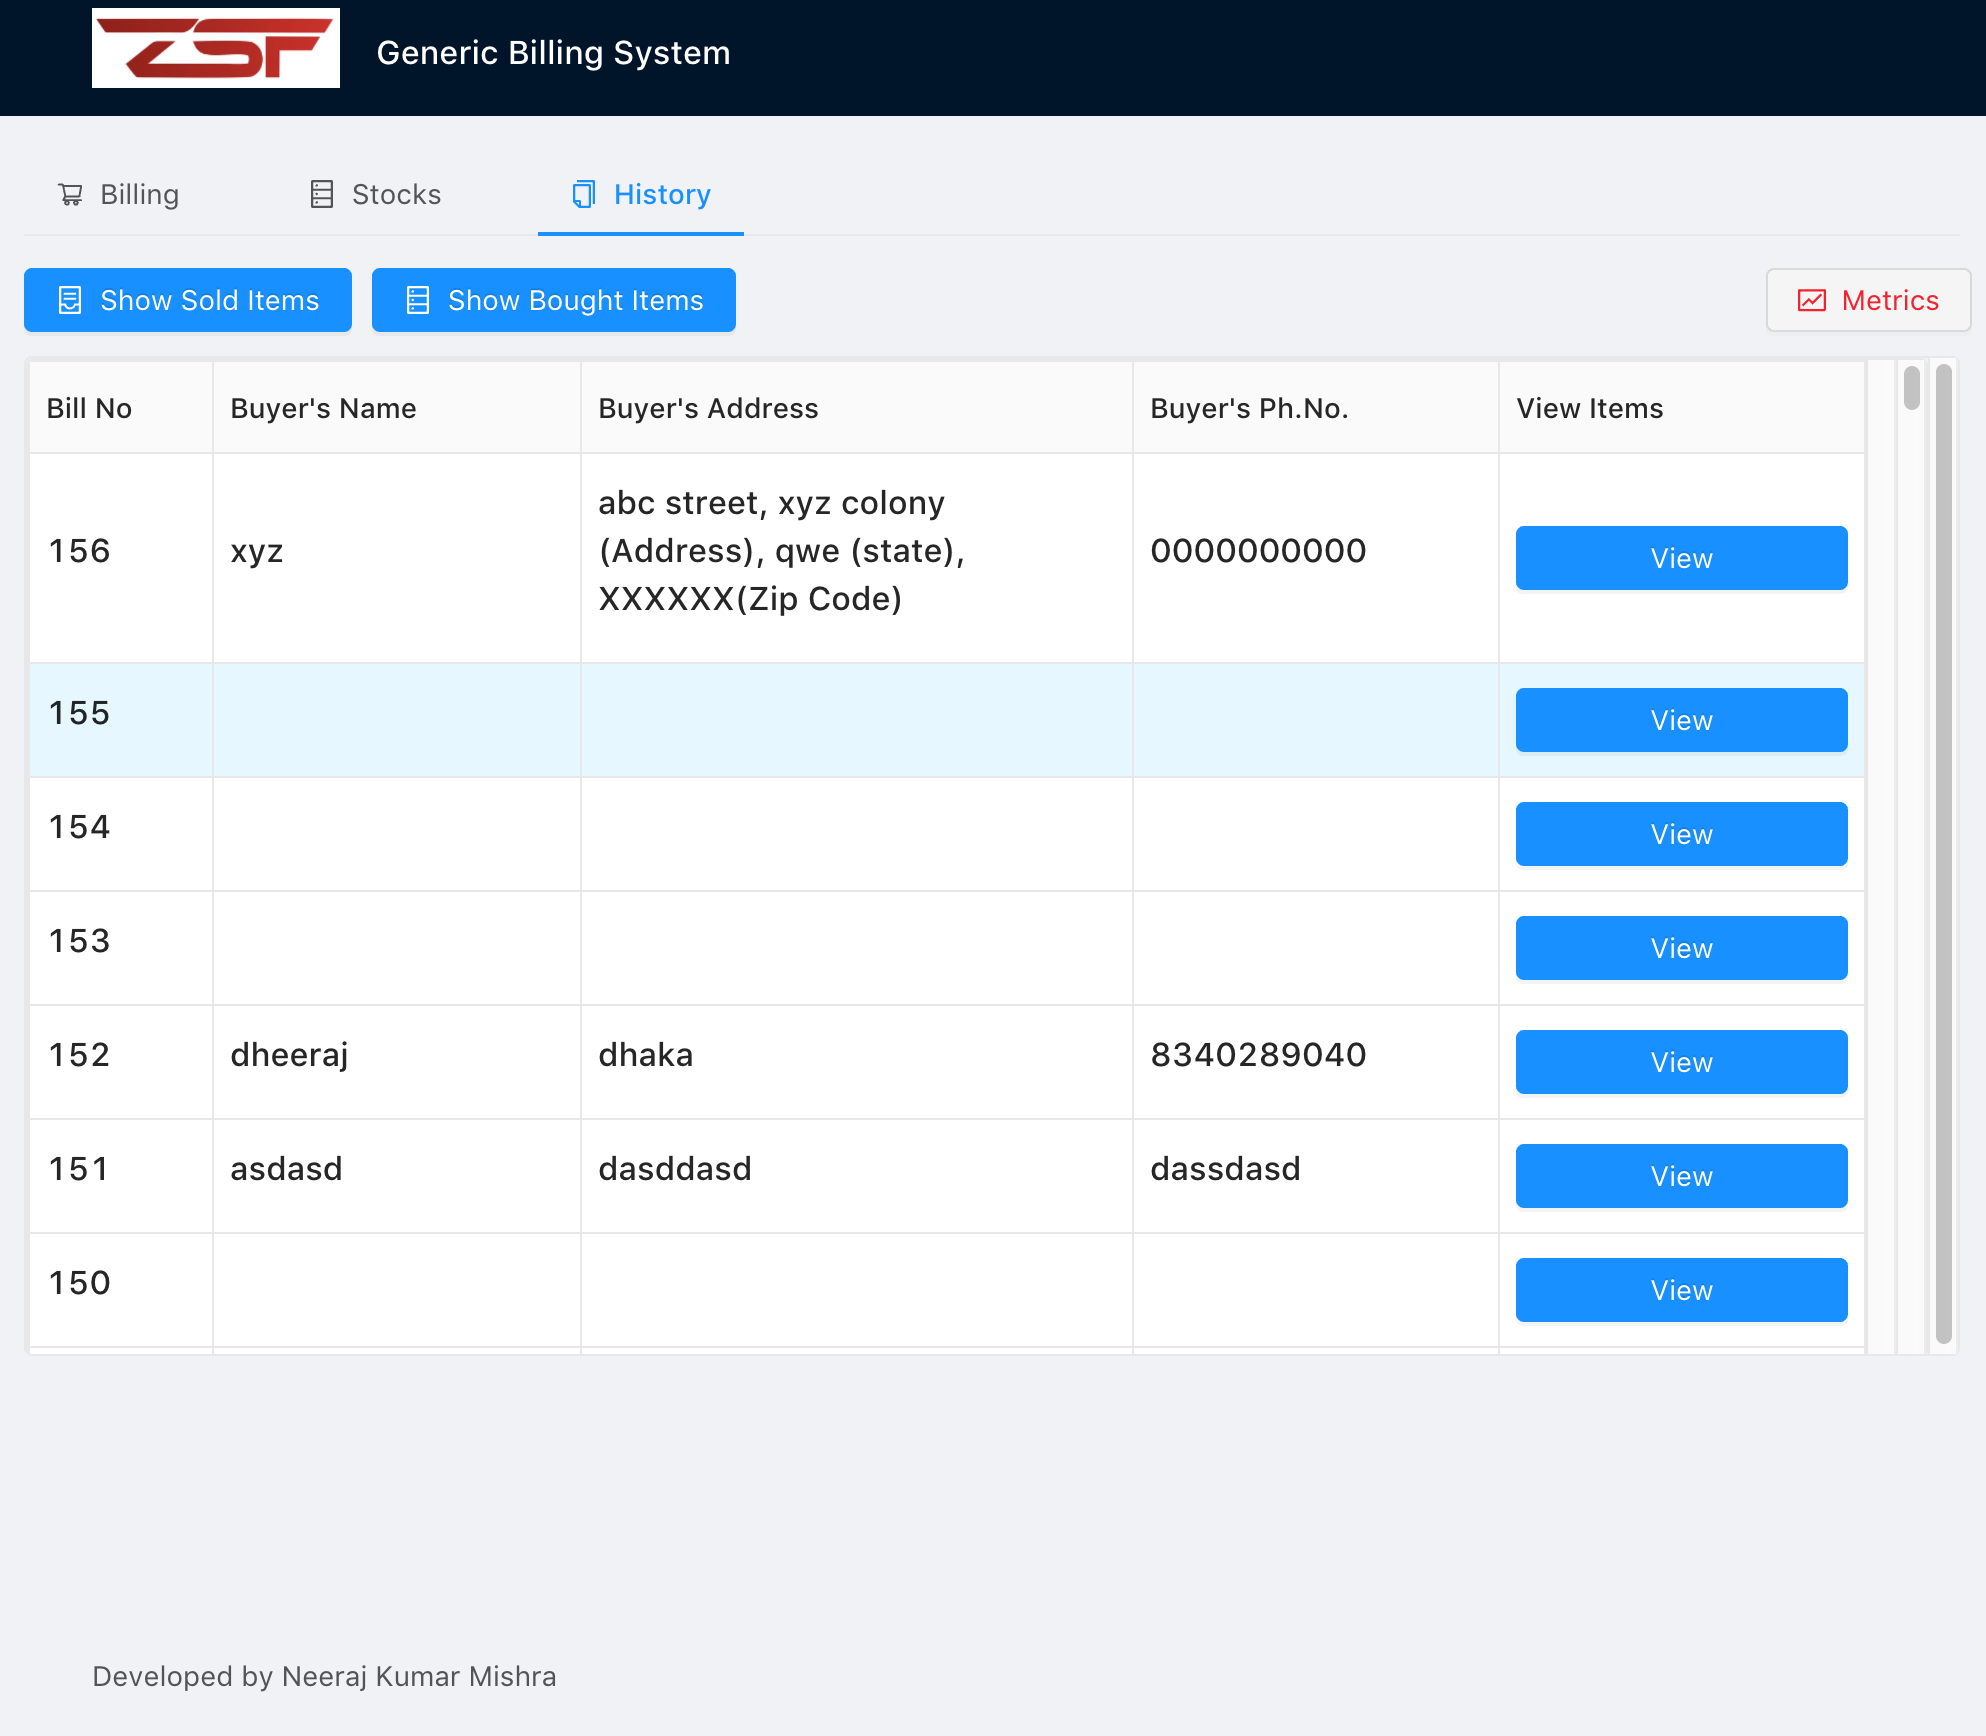 ZSF
Generic Billing System
Billing
Stocks
History
Show Sold Items
Show Bought Items
Metrics
Bill No
Buyer's Name
Buyer's Address
Buyer's Ph.No.
View Items
156
xyz
abc street, xyz colony
(Address), qwe (state),
XXXXXX(Zip Code)
0000000000
View
155
View
154
View
153
View
152
dheeraj
dhaka
8340289040
View
151
asdasd
dasddasd
dassdasd
View
150
View
Developed by Neeraj Kumar Mishra